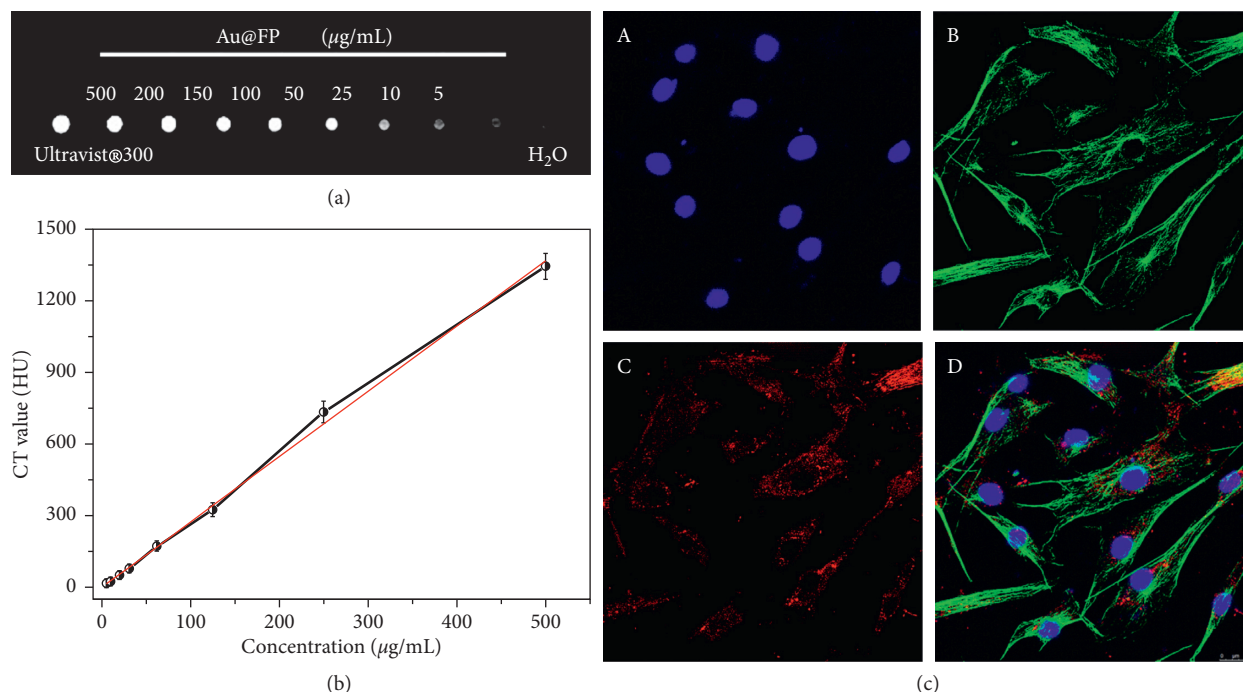 Au@FP (μg/mL)
500 200 150 100 50 25 10 5
Ultravist®300 H₂O
(a)
1500
1200
900
600
300
0
CT value (HU)
0 100 200 300 400 500
Concentration (μg/mL)
(b)
A
B
C
D
(c)